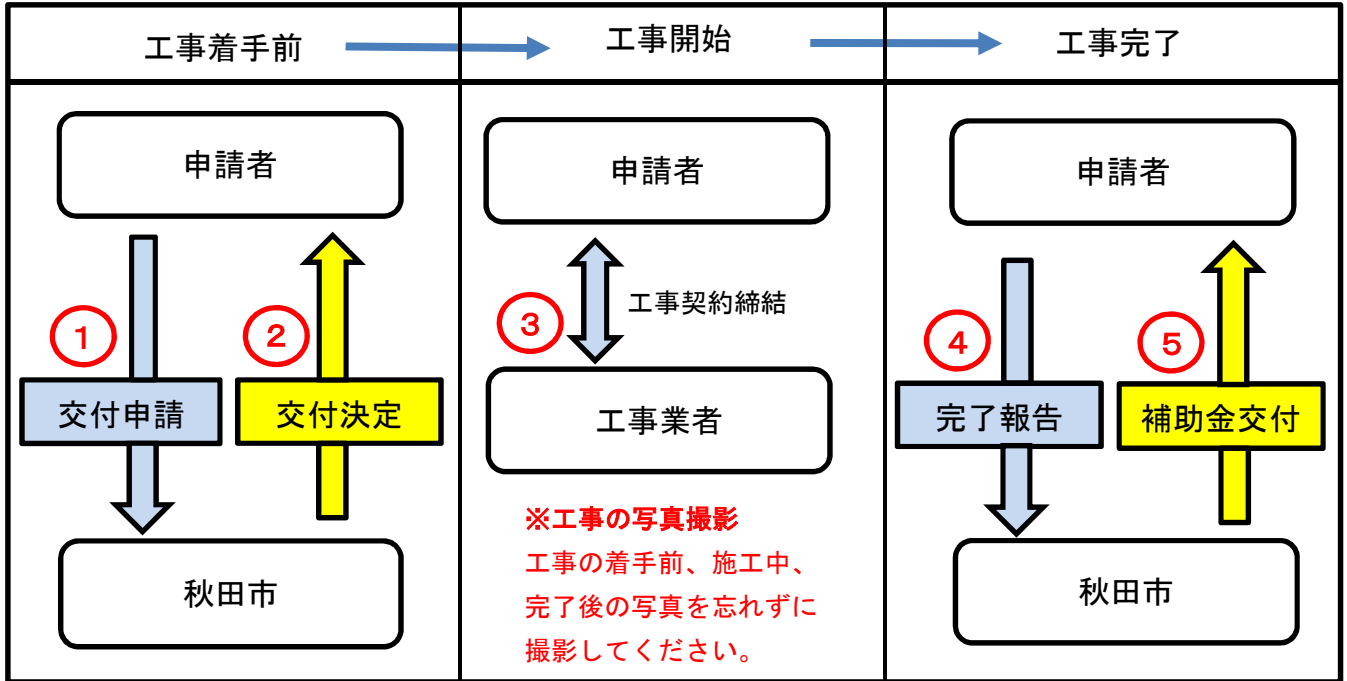 工事着手前
工事開始
工事完了
申請者
①
②
交付申請
交付決定
秋田市
申請者
③
工事契約締結
工事業者
※工事の写真撮影
工事の着手前、施工中、
完了後の写真を忘れずに
撮影してください。
申請者
④
⑤
完了報告
補助金交付
秋田市